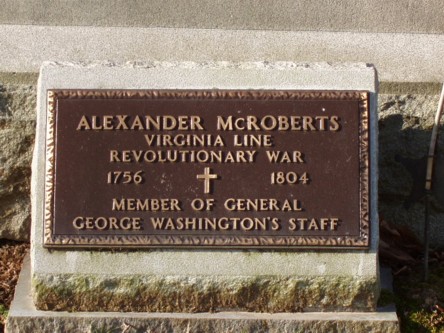 ALEXANDER McROBERTS
VIRGINIA LINE
REVOLUTIONARY WAR
1756 1804
MEMBER OF GENERAL
GEORGE WASHINGTON'S STAFF